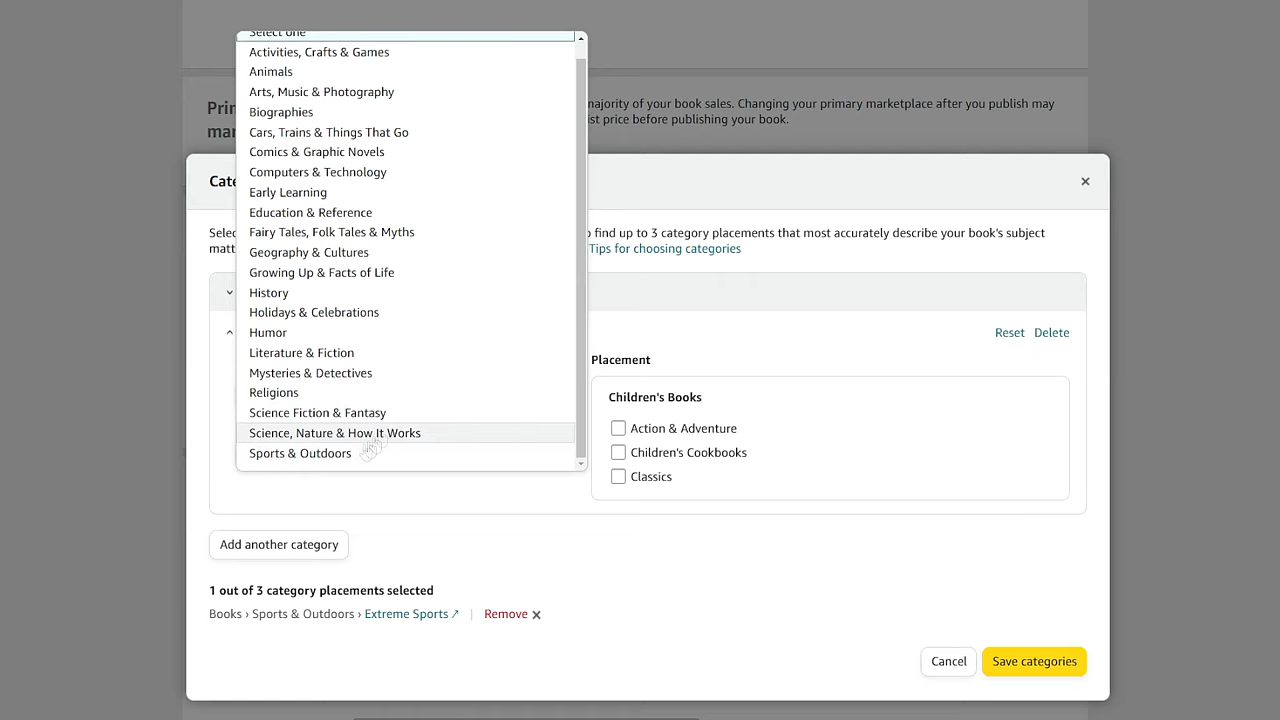 Select one
Activities, Crafts & Games
Animals
Arts, Music & Photography
Biographies
Cars, Trains & Things That Go
Comics & Graphic Novels
Computers & Technology
Early Learning
Education & Reference
Fairy Tales, Folk Tales & Myths
Geography & Cultures
Growing Up & Facts of Life
History
Holidays & Celebrations
Humor
Literature & Fiction
Mysteries & Detectives
Religions
Science Fiction & Fantasy
Science, Nature & How It Works
Sports & Outdoors
majority of your book sales. Changing your primary marketplace after you publish may
ist price before publishing your book.
find up to 3 category placements that most accurately describe your book's subject
Tips for choosing categories
Reset Delete
Placement
Children's Books
Action & Adventure
Children's Cookbooks
Classics
Add another category
1 out of 3 category placements selected
Books › Sports & Outdoors › Extreme Sports | Remove
Cancel Save categories